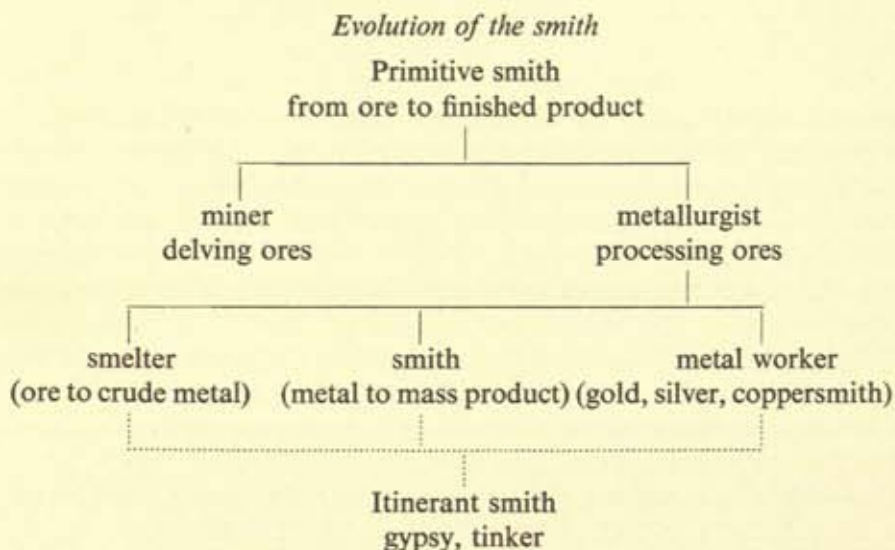 Evolution of the smith
Primitive smith
from ore to finished product
miner
delving ores
metallurgist
processing ores
smelter
(ore to crude metal)
smith
(metal to mass product)
metal worker
(gold, silver, coppersmith)
Itinerant smith
gypsy, tinker